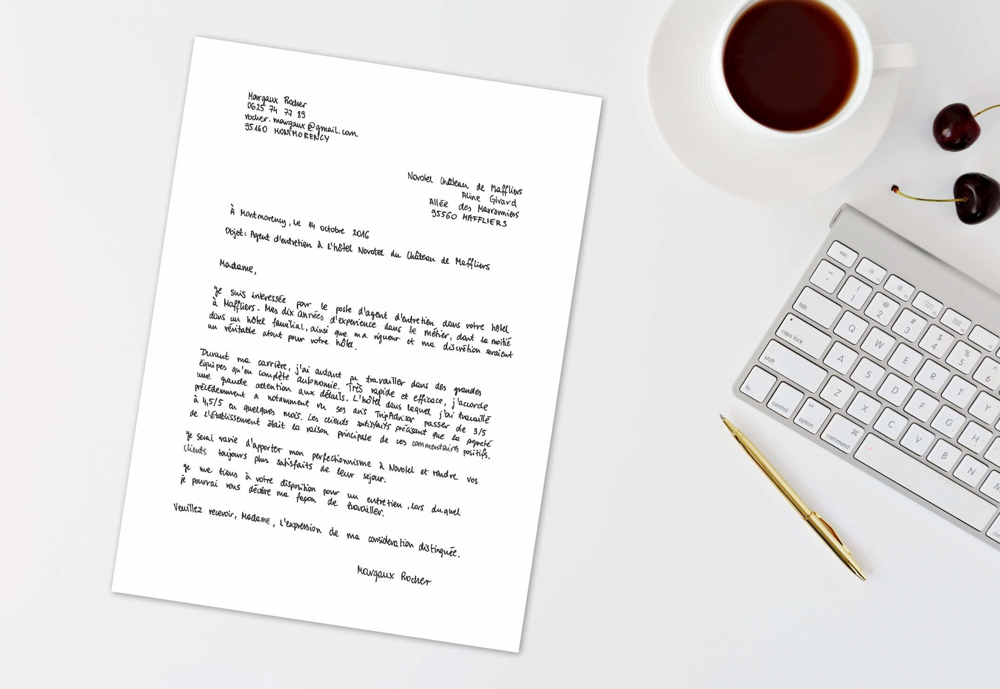 Margaux Rocher
0625 74 77 89
rocher.margaux@gmail.com
95160 MONTMORENCY
Novotel Château de Maffliers
Aline Girard
Allée des Marronniers
95560 MAFFLIERS
À Montmorency, le 14 octobre 2016
Objet: Agent d'entretien à l'hôtel Novotel du Château de Maffliers
Madame,
Je suis interessée par le poste d'agent d'entretien dans votre hôtel
à Maffliers. Mes dix années d'experience dans le métier, dont la moitié
dans un hôtel familial, ainsi que ma rigueur et ma discrétion seraient
un véritable atout pour votre hôtel.
Durant ma carrière, j'ai autant pu travailler dans des grandes
équipes qu'en complète autonomie. Très rapide et efficace, j'accorde
une grande attention aux détails. L'hôtel dans lequel j'ai travaillé
précédemment a notamment vu ses avis TripAdvisor passer de 3/5
à 4,5/5 en quelques mois. Les clients satisfaits précisant que la propreté
de l'établissement était la raison principale de ces commentaires positifs.
Je serai ravie d'apporter mon perfectionnisme à Novotel et rendre vos
clients toujours plus satisfaits de leur sejour.
Je me tiens à votre disposition pour un entretien, lors duquel
je pourrai vous décrire ma façon de travailler.
Veuillez recevoir, Madame, l'expression de ma consideration distinguée.
Margaux Rocher
esc
F1
F2
F3
F4
F5
~ `
! 1
@ 2
# 3
$ 4
% 5
^ 6
tab
Q W E R T Y
caps lock
A S D F G H
shift
Z X C V B N M
fn
control
alt option
⌘ command